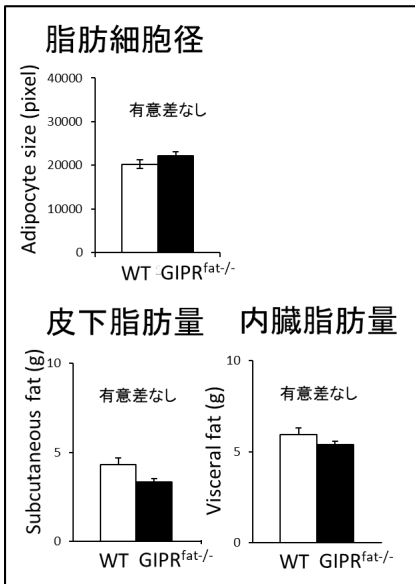 脂肪細胞径
Adipocyte size (pixel)
40000
30000
20000
10000
0
有意差なし
WT GIPRfat-/-
皮下脂肪量
Subcutaneous fat (g)
10
5
0
有意差なし
WT GIPRfat-/-
内臓脂肪量
Visceral fat (g)
10
5
0
有意差なし
WT GIPRfat-/-